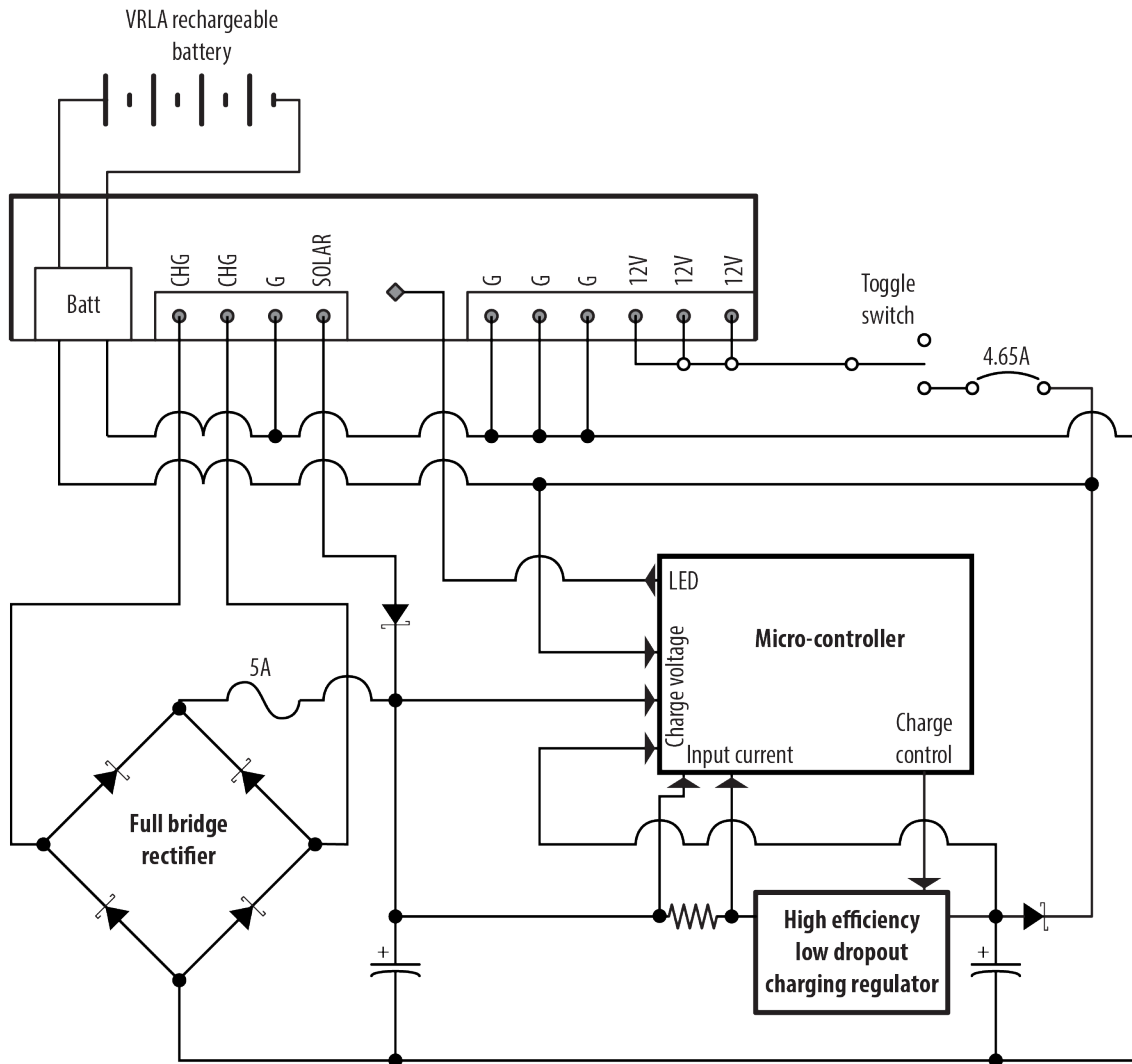 VRLA rechargeable
battery
Batt
CHG
CHG
G
SOLAR
G
G
G
12V
12V
12V
Toggle
switch
4.65A
LED
Charge voltage
Micro-controller
5A
Input current
Charge
control
Full bridge
rectifier
High efficiency
low dropout
charging regulator
+
+